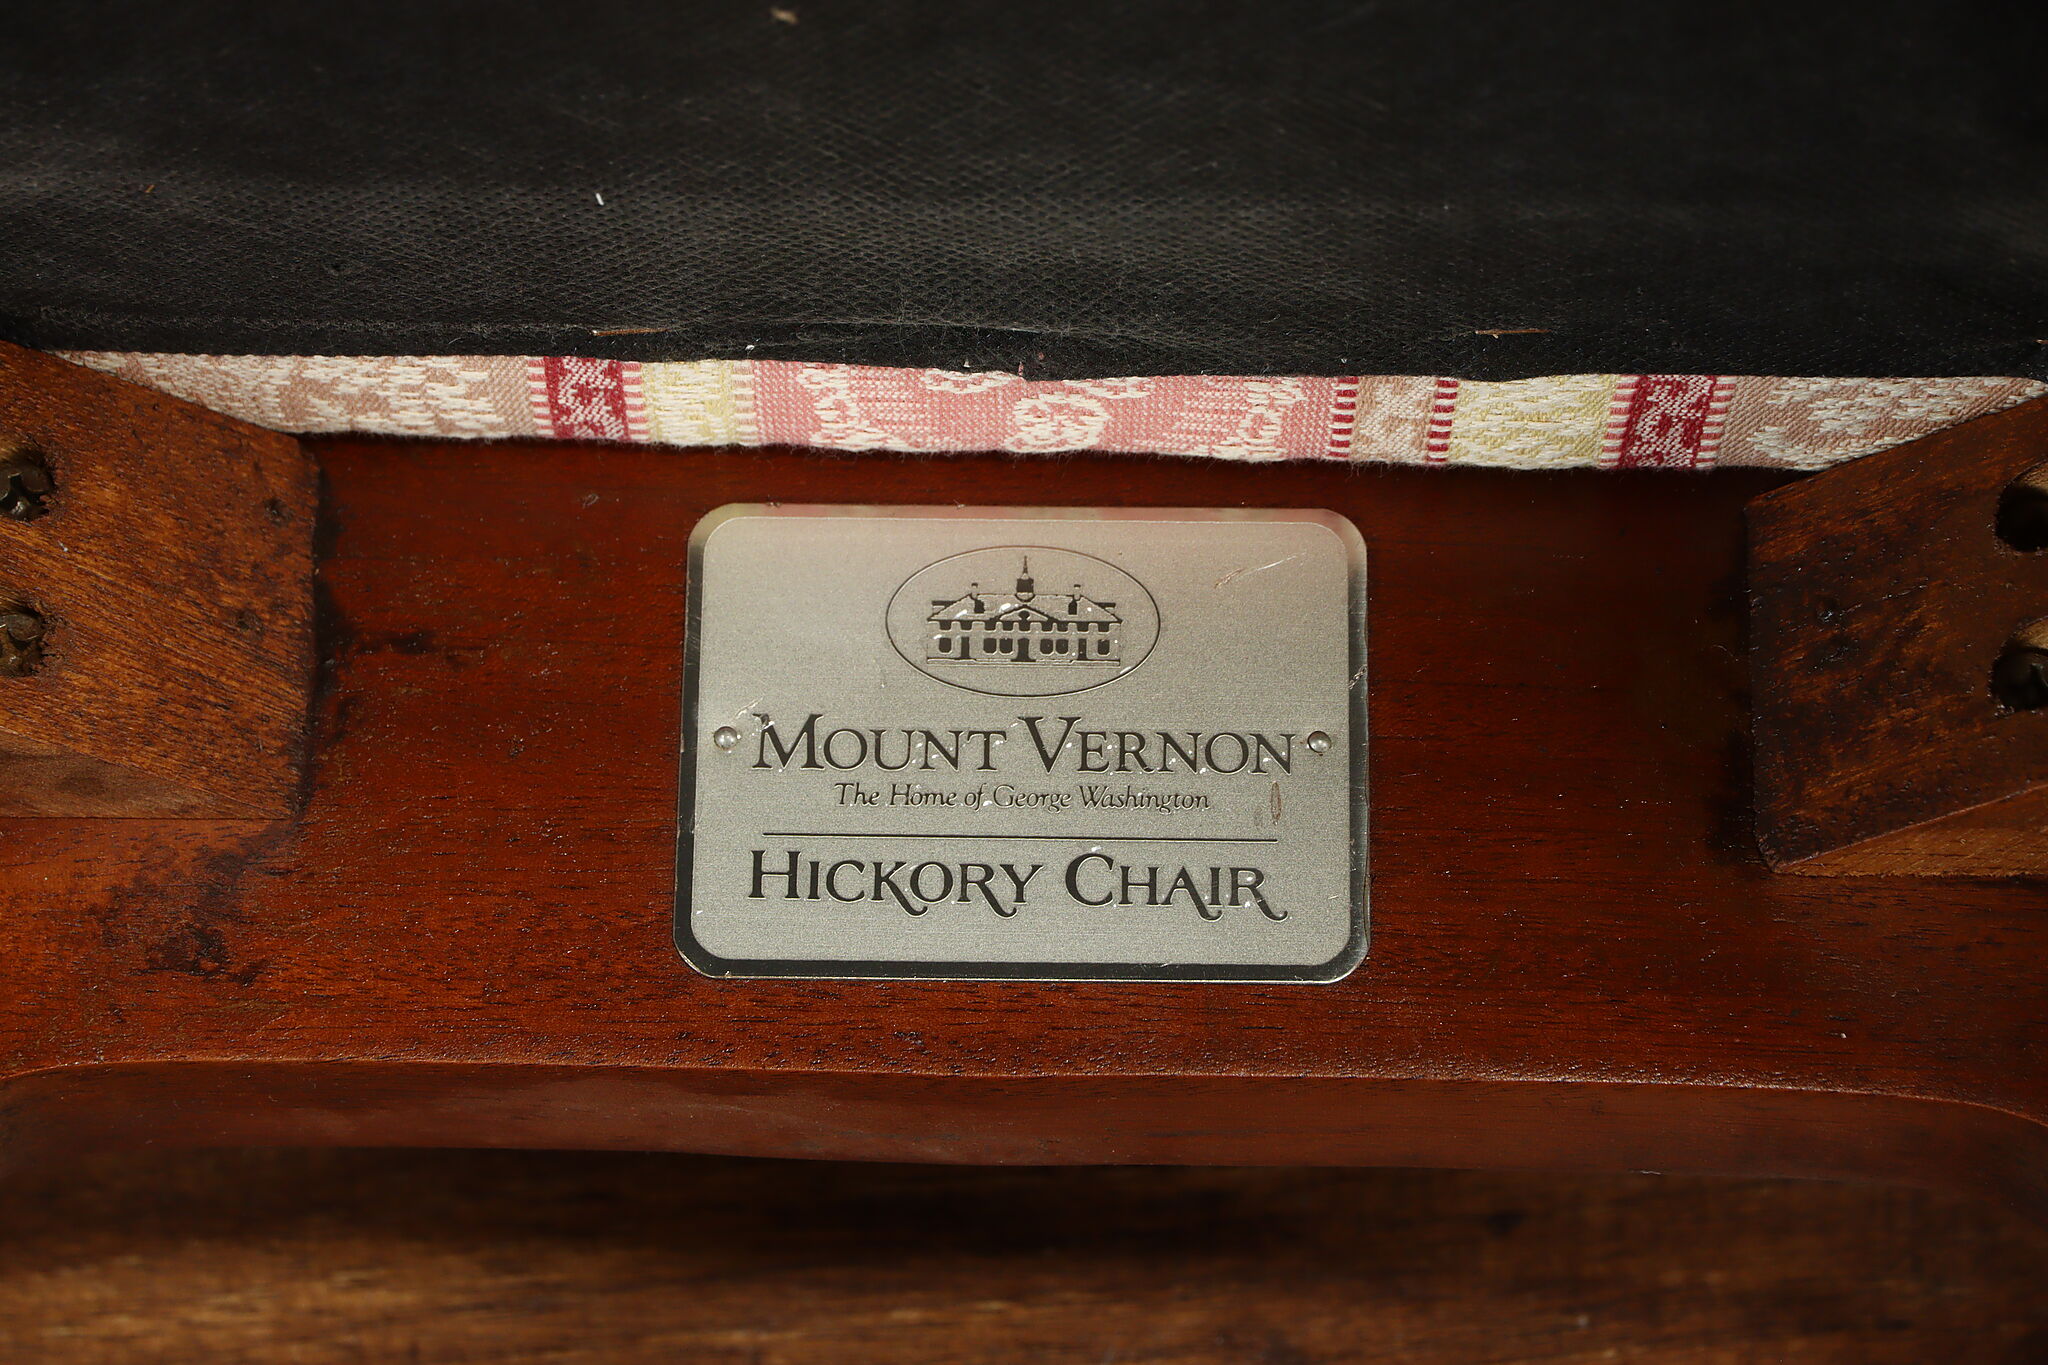 MOUNT VERNON
The Home of George Washington
HICKORY CHAIR